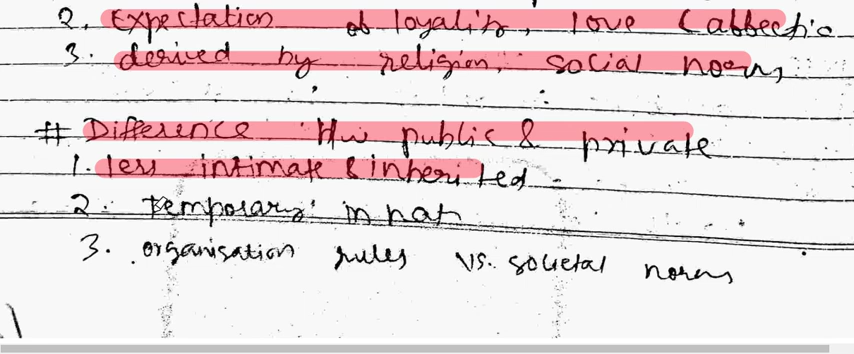 2. Expectation of loyality, love (affectio
3. derived by religion, social norms
# Difference b/w public & private
1. less intimate & inherited
2. temporary in nat
3. organisation rules vs. societal norms